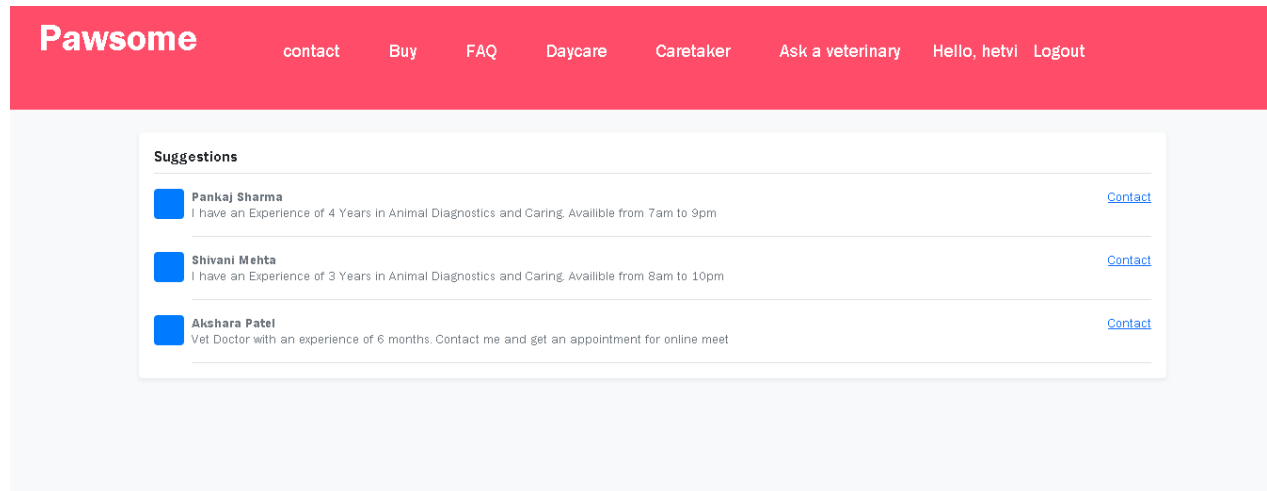 Pawsome
contact Buy FAQ Daycare Caretaker Ask a veterinary Hello, hetvi Logout
Suggestions
Pankaj Sharma Contact
I have an Experience of 4 Years in Animal Diagnostics and Caring. Availible from 7am to 9pm
Shivani Mehta Contact
I have an Experience of 3 Years in Animal Diagnostics and Caring. Availible from 8am to 10pm
Akshara Patel Contact
Vet Doctor with an experience of 6 months. Contact me and get an appointment for online meet